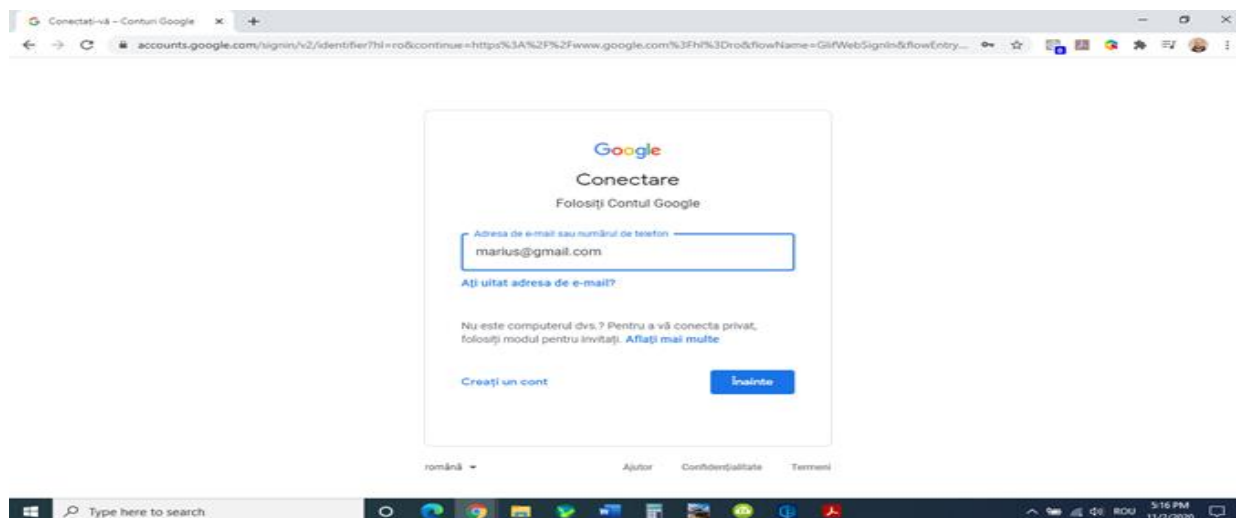 Conectați-vă – Conturi Google
accounts.google.com/signin/v2/identifier?hl=ro&continue=https%3A%2F%2Fwww.google.com%3Fhl%3Dro&flowName=GlifWebSignIn&flowEntry...
Google
Conectare
Folosiți Contul Google
Adresa de e-mail sau numărul de telefon
marius@gmail.com
Ați uitat adresa de e-mail?
Nu este computerul dvs.? Pentru a vă conecta privat,
folosiți modul pentru invitați. Aflați mai multe
Creați un cont
Înainte
română
Ajutor Confidențialitate Termeni
Type here to search
ROU
5:16 PM
11/2/2020